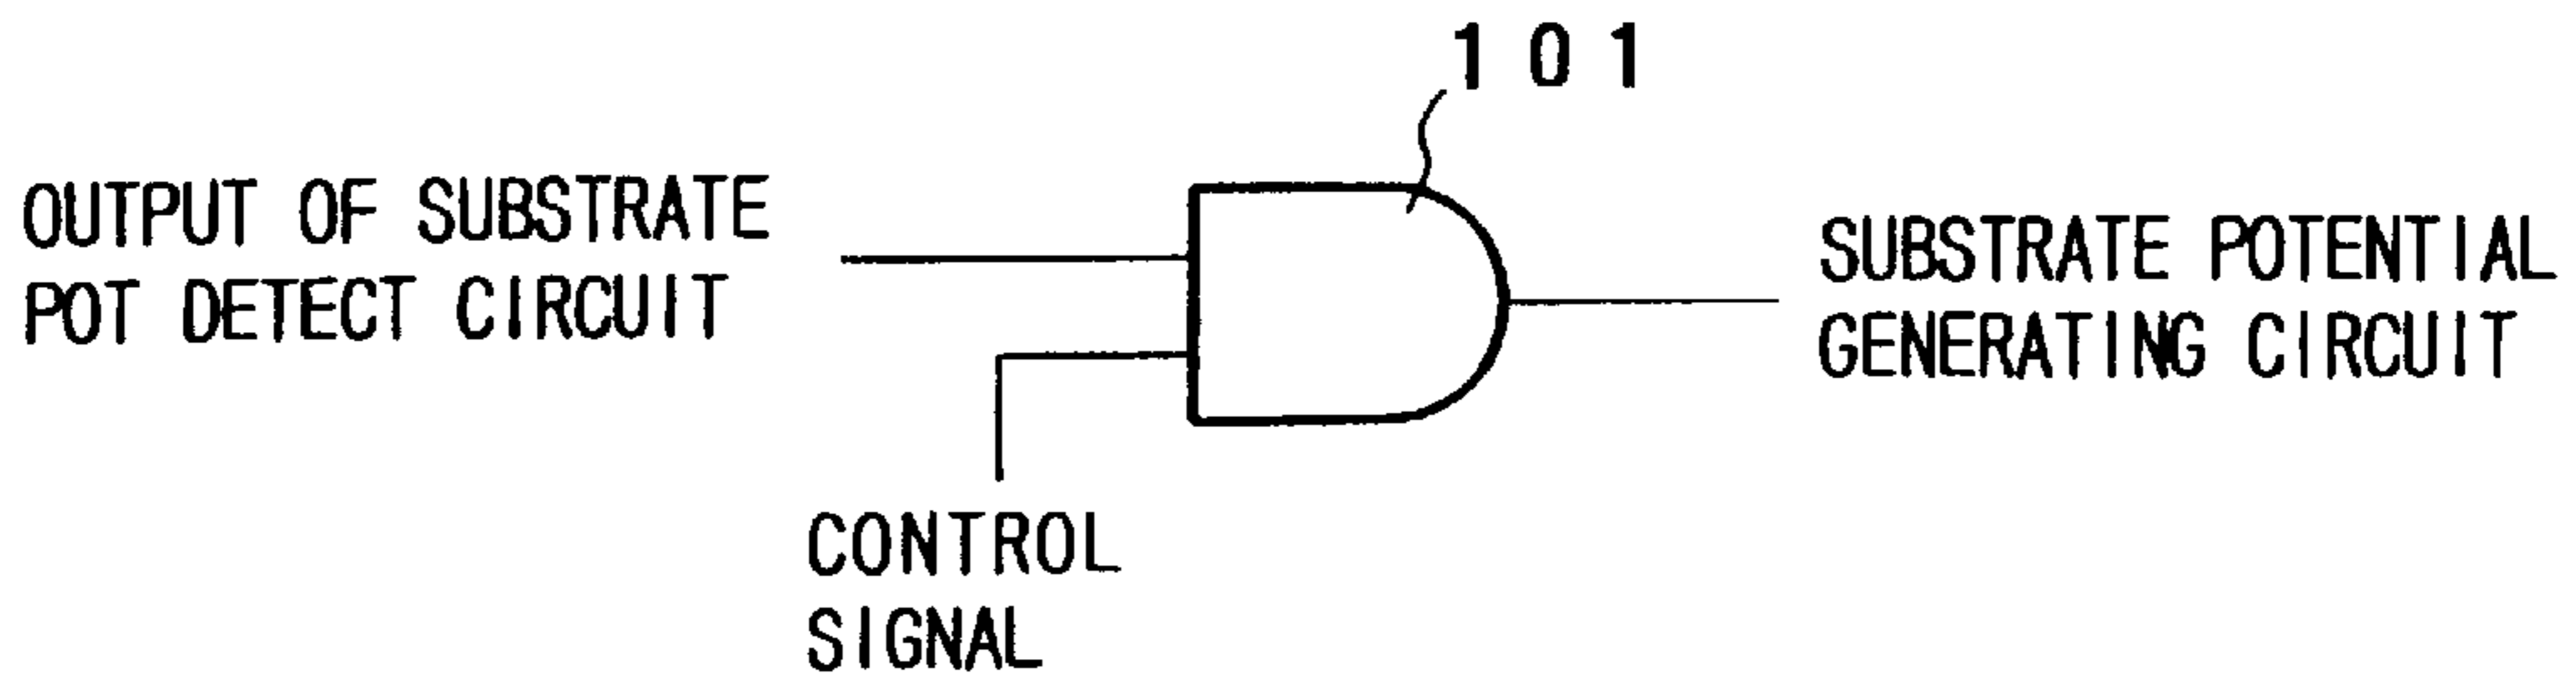 101
OUTPUT OF SUBSTRATE
POT DETECT CIRCUIT
SUBSTRATE POTENTIAL
GENERATING CIRCUIT
CONTROL
SIGNAL